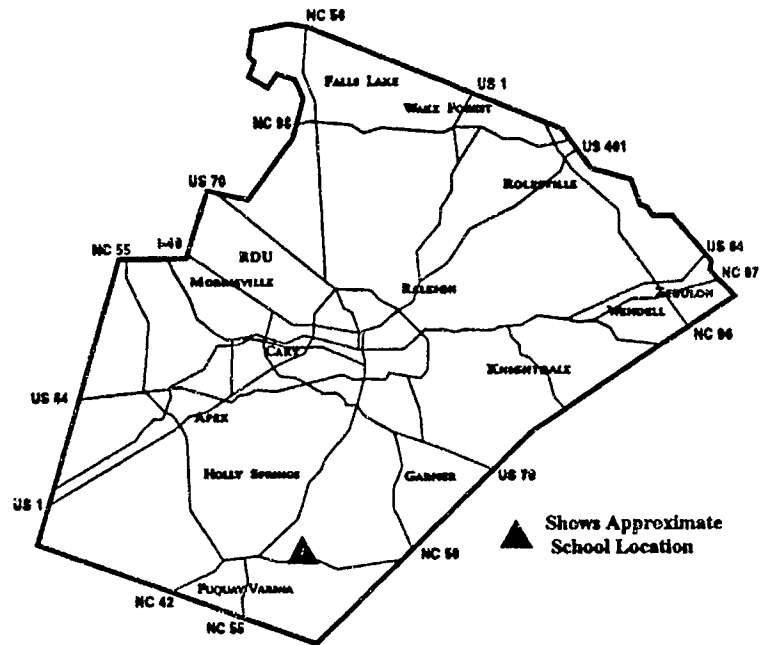 NC 50
FALLS LAKE
US 1
WAKE FOREST
NC 98
US 401
ROLESVILLE
US 70
NC 55
I-40
RDU
MORRISVILLE
RALEIGH
US 64
NC 97
ZEBULON
WENDELL
NC 96
CARY
KNIGHTDALE
US 64
APEX
HOLLY SPRINGS
GARNER
US 70
US 1
Shows Approximate
School Location
NC 50
FUQUAY VARINA
NC 42
NC 55